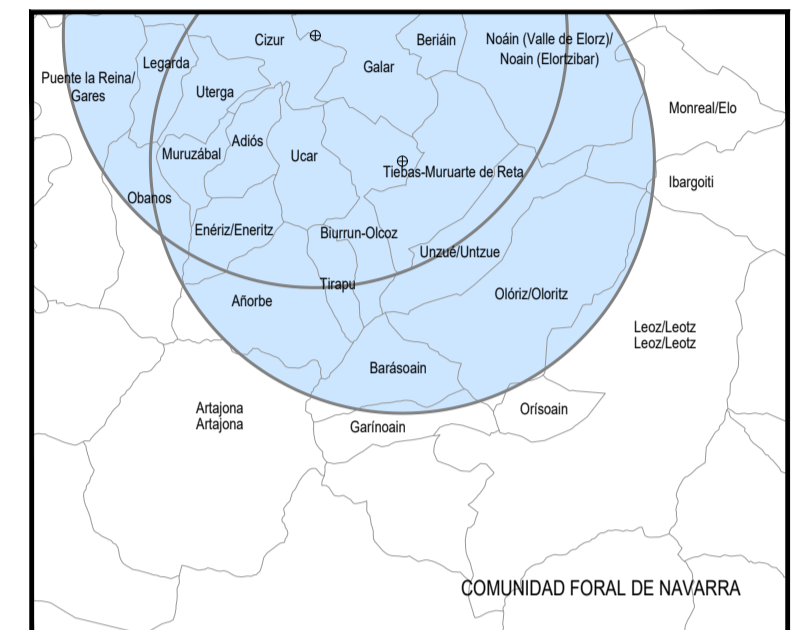 Cizur
Beriáin
Noáin (Valle de Elorz)/
Noain (Elortzibar)
Legarda
Galar
Puente la Reina/
Gares
Uterga
Monreal/Elo
Adiós
Muruzábal
Ucar
Tiebas-Muruarte de Reta
Ibargoiti
Obanos
Enériz/Eneritz
Biurrun-Olcoz
Unzué/Untzue
Tirapu
Añorbe
Olóriz/Oloritz
Leoz/Leotz
Leoz/Leotz
Barásoain
Artajona
Artajona
Orísoain
Garínoain
COMUNIDAD FORAL DE NAVARRA